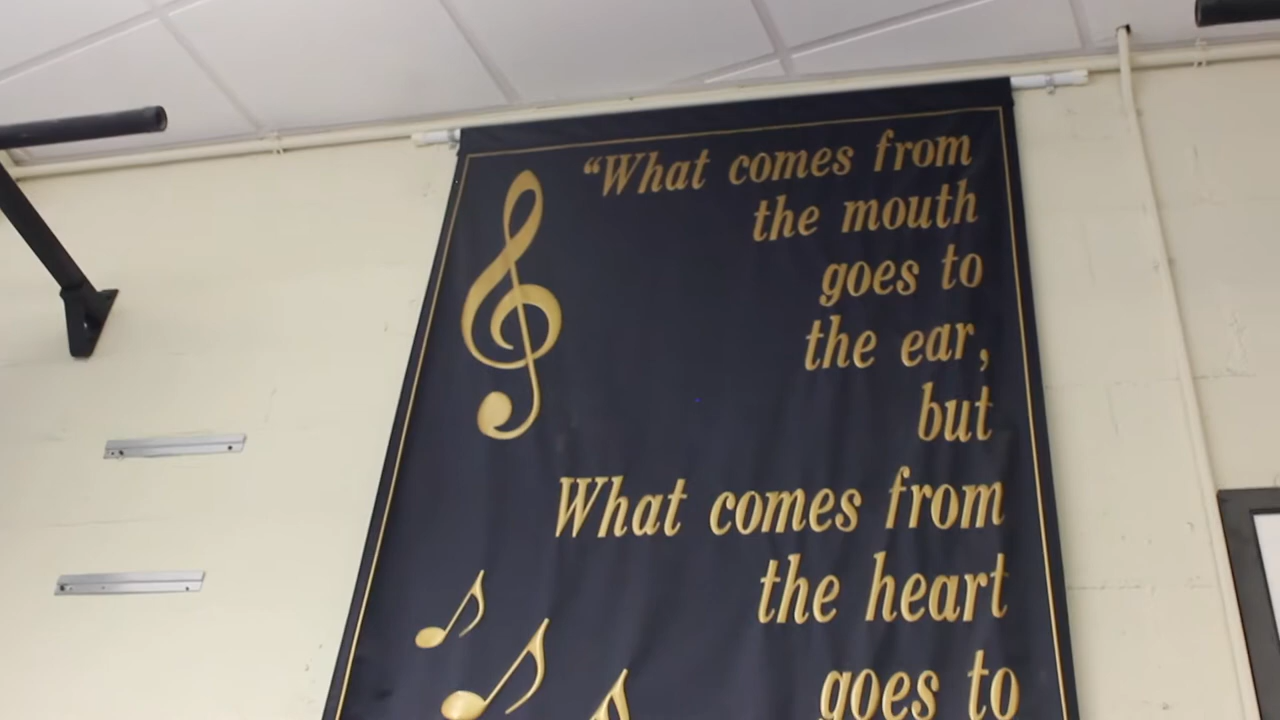 “What comes from
the mouth
goes to
the ear,
but
What comes from
the heart
goes to